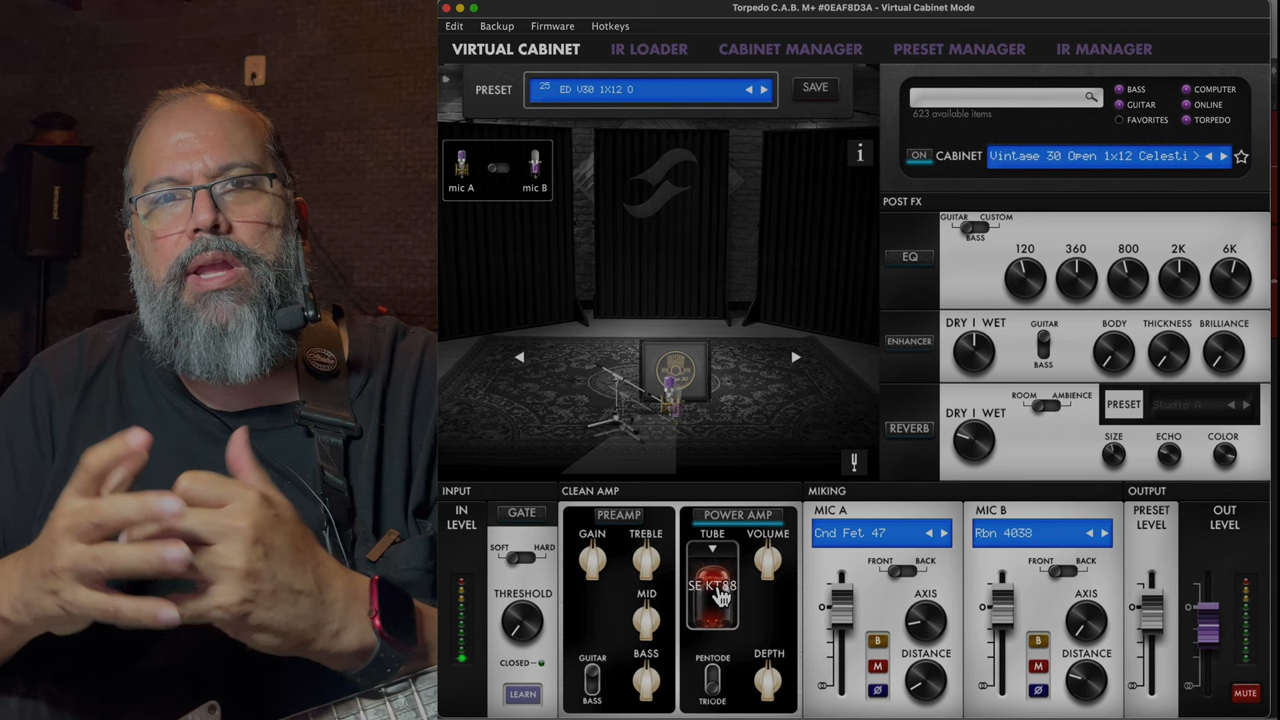 Torpedo C.A.B. M+ #0EAF8D3A - Virtual Cabinet Mode
Edit Backup Firmware Hotkeys
VIRTUAL CABINET IR LOADER CABINET MANAGER PRESET MANAGER IR MANAGER
PRESET 25 ED V30 1X12 O SAVE
mic A mic B
i
623 available items
BASS COMPUTER
GUITAR ONLINE
FAVORITES TORPEDO
ON CABINET Vintage 30 Open 1x12 Celesti
POST FX
EQ
GUITAR CUSTOM
BASS
120 360 800 2K 6K
ENHANCER
DRY I WET
GUITAR
BASS
BODY THICKNESS BRILLIANCE
REVERB
DRY I WET
ROOM AMBIENCE
PRESET Studio A
SIZE ECHO COLOR
INPUT
IN
LEVEL
GATE
SOFT HARD
THRESHOLD
CLOSED
LEARN
CLEAN AMP
PREAMP
GAIN TREBLE
MID
BASS
GUITAR
BASS
POWER AMP
TUBE VOLUME
SE KT88
PENTODE
TRIODE
DEPTH
MIKING
MIC A
Cnd Fet 47
FRONT BACK
AXIS
B
M
Ø
DISTANCE
MIC B
Rbn 4038
FRONT BACK
AXIS
B
M
Ø
DISTANCE
OUTPUT
PRESET
LEVEL
OUT
LEVEL
MUTE